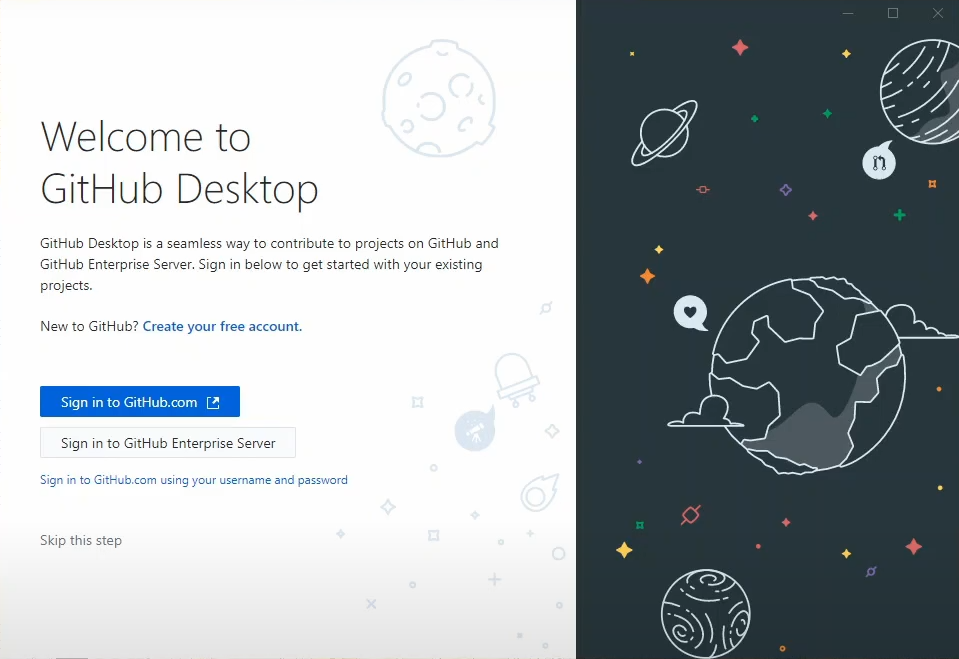 Welcome to
GitHub Desktop
GitHub Desktop is a seamless way to contribute to projects on GitHub and
GitHub Enterprise Server. Sign in below to get started with your existing
projects.
New to GitHub? Create your free account.
Sign in to GitHub.com
Sign in to GitHub Enterprise Server
Sign in to GitHub.com using your username and password
Skip this step